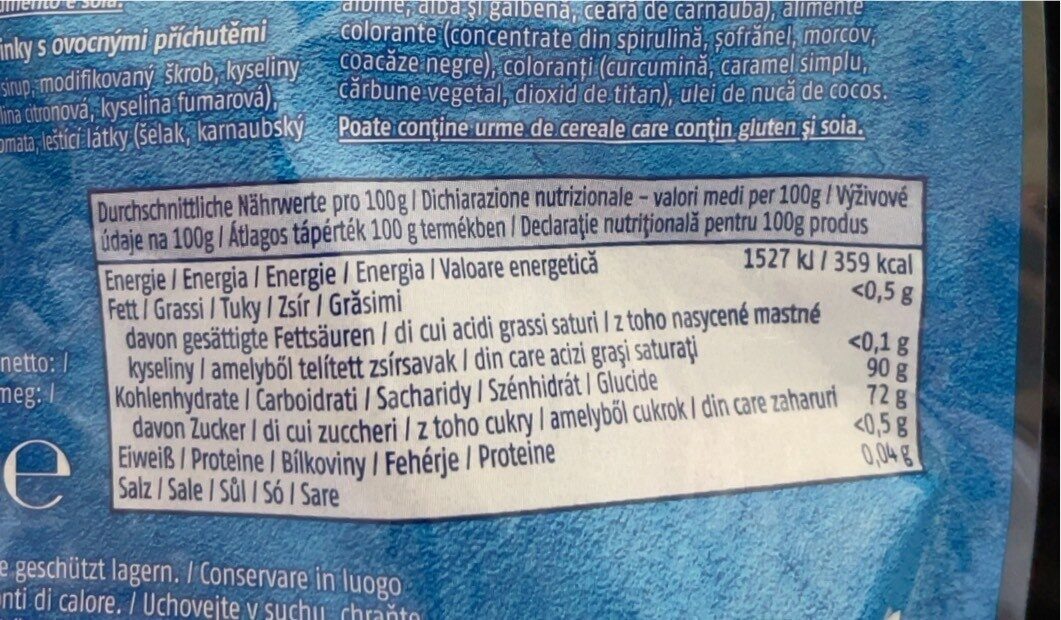 inky s ovocnými příchutěmi
sirup, modifikovaný škrob, kyseliny
citronová, kyselina fumarová),
leštící látky (šelak, karnaubský
albine, albă și galbenă, ceară de carnauba), alimente
colorante (concentrate din spirulină, șofrănel, morcov,
coacăze negre), coloranți (curcumină, caramel simplu,
cărbune vegetal, dioxid de titan), ulei de nucă de cocos.
Poate conține urme de cereale care conțin gluten și soia.
Durchschnittliche Nährwerte pro 100g / Dichiarazione nutrizionale – valori medi per 100g / Výživové
údaje na 100g / Átlagos tápérték 100 g termékben / Declarație nutrițională pentru 100g produs
Energie / Energia / Energie / Energia / Valoare energetică 1527 kJ / 359 kcal
Fett / Grassi / Tuky / Zsír / Grăsimi <0,5 g
davon gesättigte Fettsäuren / di cui acidi grassi saturi / z toho nasycené mastné
kyseliny / amelyből telített zsírsavak / din care acizi grași saturați <0,1 g
Kohlenhydrate / Carboidrati / Sacharidy / Szénhidrát / Glucide 90 g
davon Zucker / di cui zuccheri / z toho cukry / amelyből cukrok / din care zaharuri 72 g
Eiweiß / Proteine / Bílkoviny / Fehérje / Proteine <0,5 g
Salz / Sale / Sůl / Só / Sare 0,04 g
netto: /
meg: /
e
e geschützt lagern. / Conservare in luogo
nti di calore. / Uchovejte v suchu, chraňte